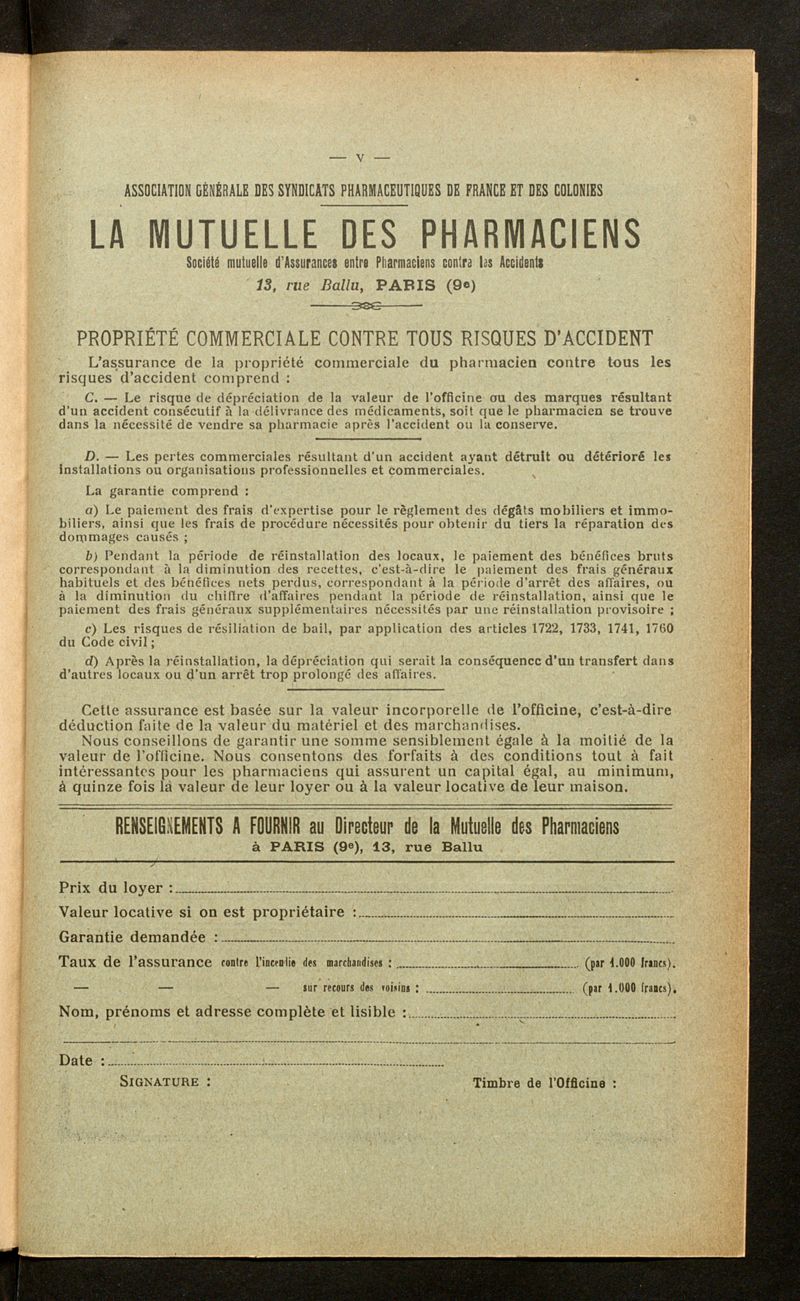 — V —
ASSOCIATION GÉNÉRALE DES SYNDICATS PHARMACEUTIQUES DE FRANCE ET DES COLONIES
LA MUTUELLE DES PHARMACIENS
Société mutuelle d'Assurances entre Pharmaciens contre les Accidents
13, rue Ballu, PARIS (9e)
PROPRIÉTÉ COMMERCIALE CONTRE TOUS RISQUES D'ACCIDENT
L'assurance de la propriété commerciale du pharmacien contre tous les
risques d'accident comprend :
C. — Le risque de dépréciation de la valeur de l'officine ou des marques résultant
d'un accident consécutif à la délivrance des médicaments, soit que le pharmacien se trouve
dans la nécessité de vendre sa pharmacie après l'accident ou la conserve.
D. — Les pertes commerciales résultant d'un accident ayant détruit ou détérioré les
installations ou organisations professionnelles et commerciales.
La garantie comprend :
a) Le paiement des frais d'expertise pour le règlement des dégâts mobiliers et immo-
biliers, ainsi que les frais de procédure nécessités pour obtenir du tiers la réparation des
dommages causés ;
b) Pendant la période de réinstallation des locaux, le paiement des bénéfices bruts
correspondant à la diminution des recettes, c'est-à-dire le paiement des frais généraux
habituels et des bénéfices nets perdus, correspondant à la période d'arrêt des affaires, ou
à la diminution du chiffre d'affaires pendant la période de réinstallation, ainsi que le
paiement des frais généraux supplémentaires nécessités par une réinstallation provisoire ;
c) Les risques de résiliation de bail, par application des articles 1722, 1733, 1741, 1760
du Code civil ;
d) Après la réinstallation, la dépréciation qui serait la conséquence d'un transfert dans
d'autres locaux ou d'un arrêt trop prolongé des affaires.
Cette assurance est basée sur la valeur incorporelle de l'officine, c'est-à-dire
déduction faite de la valeur du matériel et des marchandises.
Nous conseillons de garantir une somme sensiblement égale à la moitié de la
valeur de l'officine. Nous consentons des forfaits à des conditions tout à fait
intéressantes pour les pharmaciens qui assurent un capital égal, au minimum,
à quinze fois la valeur de leur loyer ou à la valeur locative de leur maison.
RENSEIGNEMENTS A FOURNIR au Directeur de la Mutuelle des Pharmaciens
à PARIS (9e), 13, rue Ballu
Prix du loyer :
Valeur locative si on est propriétaire :
Garantie demandée :
Taux de l'assurance contre l'incendie des marchandises : (par 1.000 francs).
— — — sur recours des voisins : (par 1.000 francs).
Nom, prénoms et adresse complète et lisible :
Date :
SIGNATURE : Timbre de l'Officine :